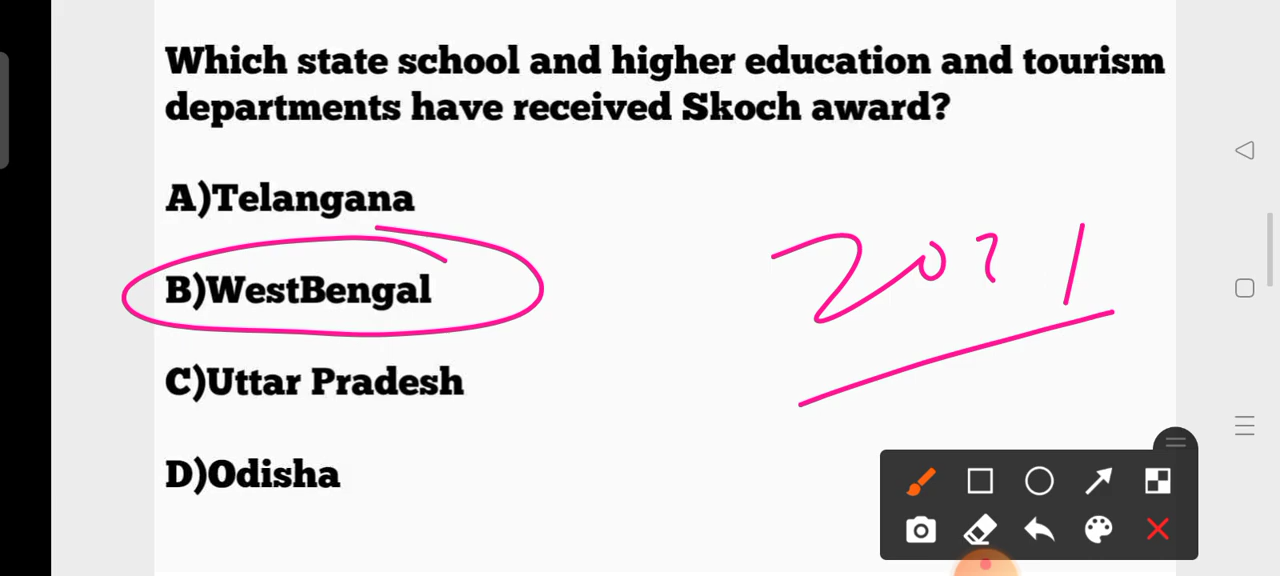 Which state school and higher education and tourism
departments have received Skoch award?
A)Telangana
B)WestBengal
2021
C)Uttar Pradesh
D)Odisha